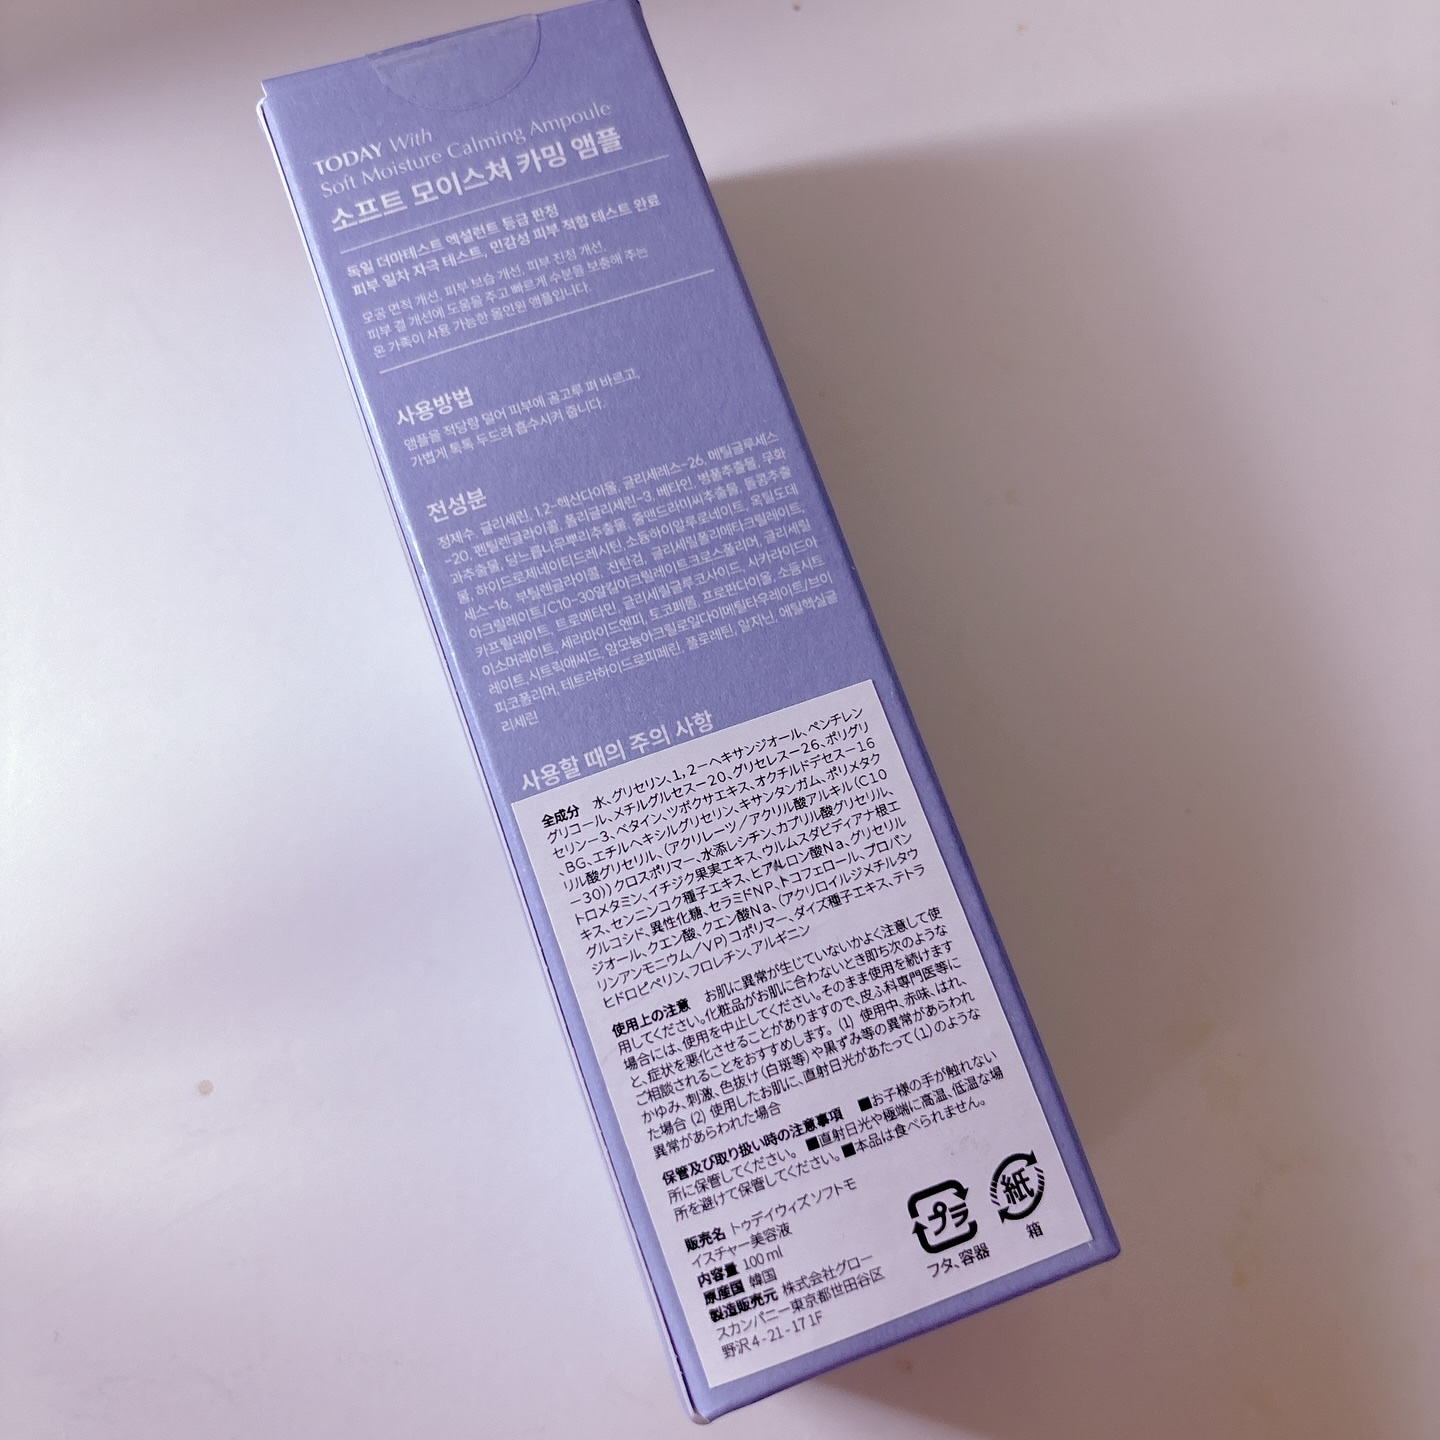 TODAY With
Soft Moisture Calming Ampoule
소프트 모이스쳐 카밍 앰플
독일 더마테스트 엑설런트 등급 판정
피부 일차 자극 테스트, 민감성 피부 적합 테스트 완료
모공 면적 개선, 피부 보습 개선, 피부 진정 개선,
피부 결 개선에 도움을 주고 빠르게 수분을 보충해 주는
온 가족이 사용 가능한 올인원 앰플입니다.
사용방법
앰플을 적당량 덜어 피부에 골고루 펴 바르고,
가볍게 톡톡 두드려 흡수시켜 줍니다.
전성분
정제수, 글리세린, 1,2-헥산다이올, 글리세레스-26, 메틸글루세스
-20, 펜틸렌글라이콜, 폴리글리세린-3, 베타인, 병풀추출물, 무화
과추출물, 당느릅나무뿌리추출물, 줄맨드라미씨추출물, 돌콩추출
물, 하이드로제네이티드레시틴, 소듐하이알루로네이트, 옥틸도데
세스-16, 부틸렌글라이콜, 잔탄검, 글리세릴폴리메타크릴레이트,
아크릴레이트/C10-30알킬아크릴레이트크로스폴리머, 글리세릴
카프릴레이트, 트로메타민, 글리세릴글루코사이드, 사카라이드아
이소머레이트, 세라마이드엔피, 토코페롤, 프로판다이올, 소듐시트
레이트, 시트릭애씨드, 암모늄아크릴로일다이메틸타우레이트/브이
피코폴리머, 테트라하이드로피페린, 플로레틴, 알지닌, 에틸헥실글
리세린
사용할 때의 주의 사항
全成分 水、グリセリン、1,2－ヘキサンジオール、ペンチレン
グリコール、メチルグルセス－20、グリセレス－26、ポリグリ
セリン－3、ベタイン、ツボクサエキス、オクチルドデセス－16
、BG、エチルヘキシルグリセリン、キサンタンガム、ポリメタク
リル酸グリセリル、（アクリレーツ／アクリル酸アルキル（C10
－30））クロスポリマー、水添レシチン、カプリル酸グリセリル、
トロメタミン、イチジク果実エキス、ウルムスダビディアナ根エ
キス、センニンコク種子エキス、ヒアルロン酸Na、グリセリル
グルコシド、異性化糖、セラミドNP、トコフェロール、プロパン
ジオール、クエン酸、クエン酸Na、（アクリロイルジメチルタウ
リンアンモニウム／VP）コポリマー、ダイズ種子エキス、テトラ
ヒドロピペリン、フロレチン、アルギニン
使用上の注意 お肌に異常が生じていないかよく注意して使
用してください。化粧品がお肌に合わないとき即ち次のような
場合には、使用を中止してください。そのまま使用を続けます
と、症状を悪化させることがありますので、皮ふ科専門医等に
ご相談されることをおすすめします。(1) 使用中、赤味、はれ、
かゆみ、刺激、色抜け（白斑等）や黒ずみ等の異常があらわれ
た場合 (2) 使用したお肌に、直射日光があたって(1)のような
異常があらわれた場合
保管及び取り扱い時の注意事項 ■お子様の手が触れない
所に保管してください。 ■直射日光や極端に高温、低温な場
所を避けて保管してください。■本品は食べられません。
販売名 トゥデイウィズソフトモ
イスチャー美容液
内容量 100ml
原産国 韓国
製造販売元 株式会社グロー
スカンパニー東京都世田谷区
野沢4-21-17 1F
プラ
フタ、容器
紙
箱